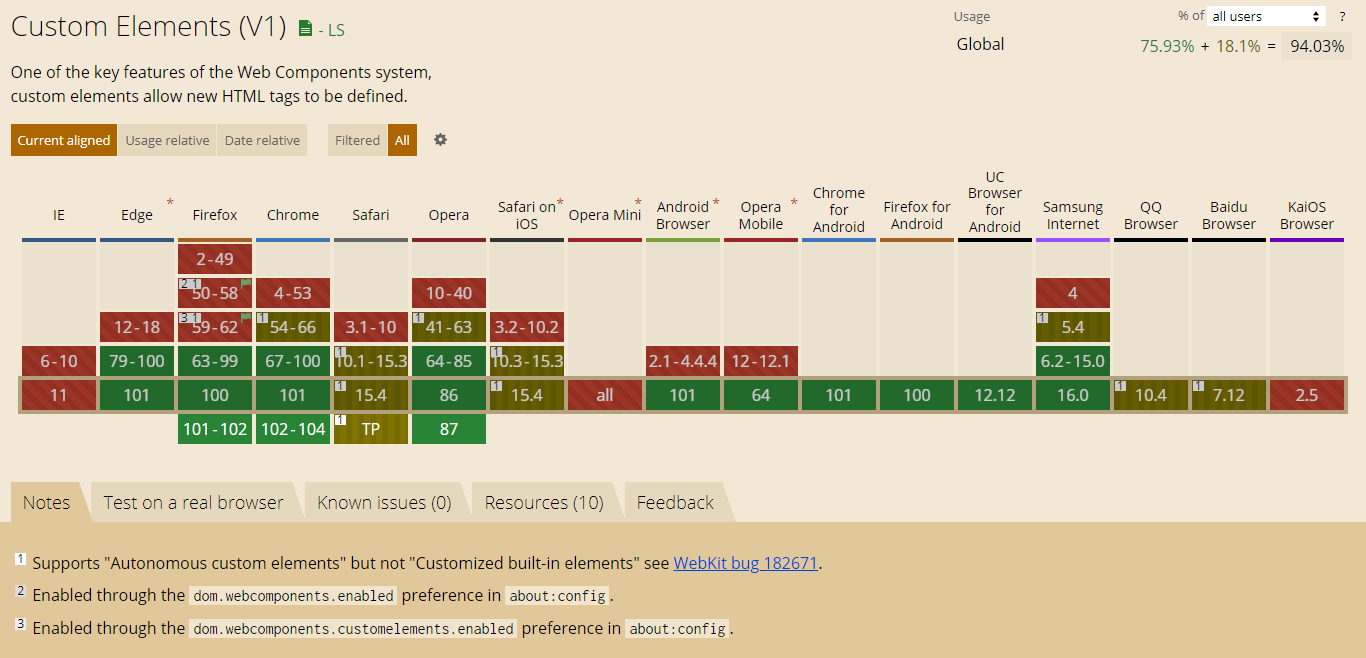 Custom Elements (V1) - LS
Usage % of all users ?
Global 75.93% + 18.1% = 94.03%
One of the key features of the Web Components system,
custom elements allow new HTML tags to be defined.
Current aligned Usage relative Date relative Filtered All
IE
Edge *
Firefox
Chrome
Safari
Opera
Safari on *
iOS
Opera Mini *
Android *
Browser
Opera *
Mobile
Chrome
for
Android
Firefox for
Android
UC
Browser
for
Android
Samsung
Internet
QQ
Browser
Baidu
Browser
KaiOS
Browser
2-49
2 1 50-58 4-53 10-40 4
12-18 3 1 59-62 1 54-66 3.1-10 1 41-63 3.2-10.2 1 5.4
6-10 79-100 63-99 67-100 1 10.1-15.3 64-85 1 10.3-15.3 2.1-4.4.4 12-12.1 6.2-15.0
11 101 100 101 1 15.4 86 1 15.4 all 101 64 101 100 12.12 16.0 1 10.4 1 7.12 2.5
101-102 102-104 1 TP 87
Notes Test on a real browser Known issues (0) Resources (10) Feedback
1 Supports "Autonomous custom elements" but not "Customized built-in elements" see WebKit bug 182671.
2 Enabled through the dom.webcomponents.enabled preference in about:config.
3 Enabled through the dom.webcomponents.customelements.enabled preference in about:config.